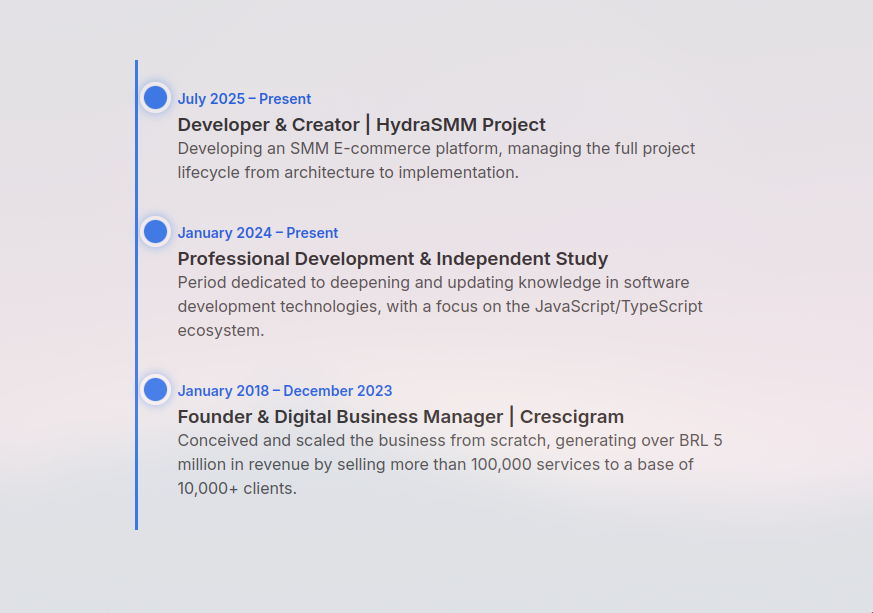 July 2025 – Present
Developer & Creator | HydraSMM Project
Developing an SMM E-commerce platform, managing the full project
lifecycle from architecture to implementation.
January 2024 – Present
Professional Development & Independent Study
Period dedicated to deepening and updating knowledge in software
development technologies, with a focus on the JavaScript/TypeScript
ecosystem.
January 2018 – December 2023
Founder & Digital Business Manager | Crescigram
Conceived and scaled the business from scratch, generating over BRL 5
million in revenue by selling more than 100,000 services to a base of
10,000+ clients.